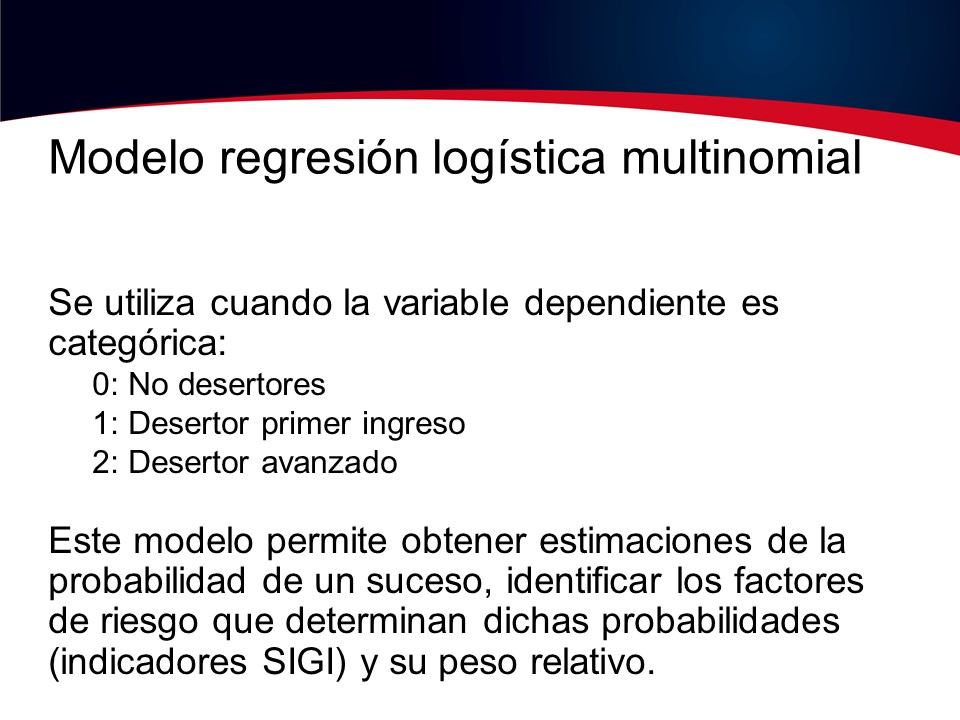 Modelo regresión logística multinomial
Se utiliza cuando la variable dependiente es
categórica:
0: No desertores
1: Desertor primer ingreso
2: Desertor avanzado
Este modelo permite obtener estimaciones de la
probabilidad de un suceso, identificar los factores
de riesgo que determinan dichas probabilidades
(indicadores SIGI) y su peso relativo.